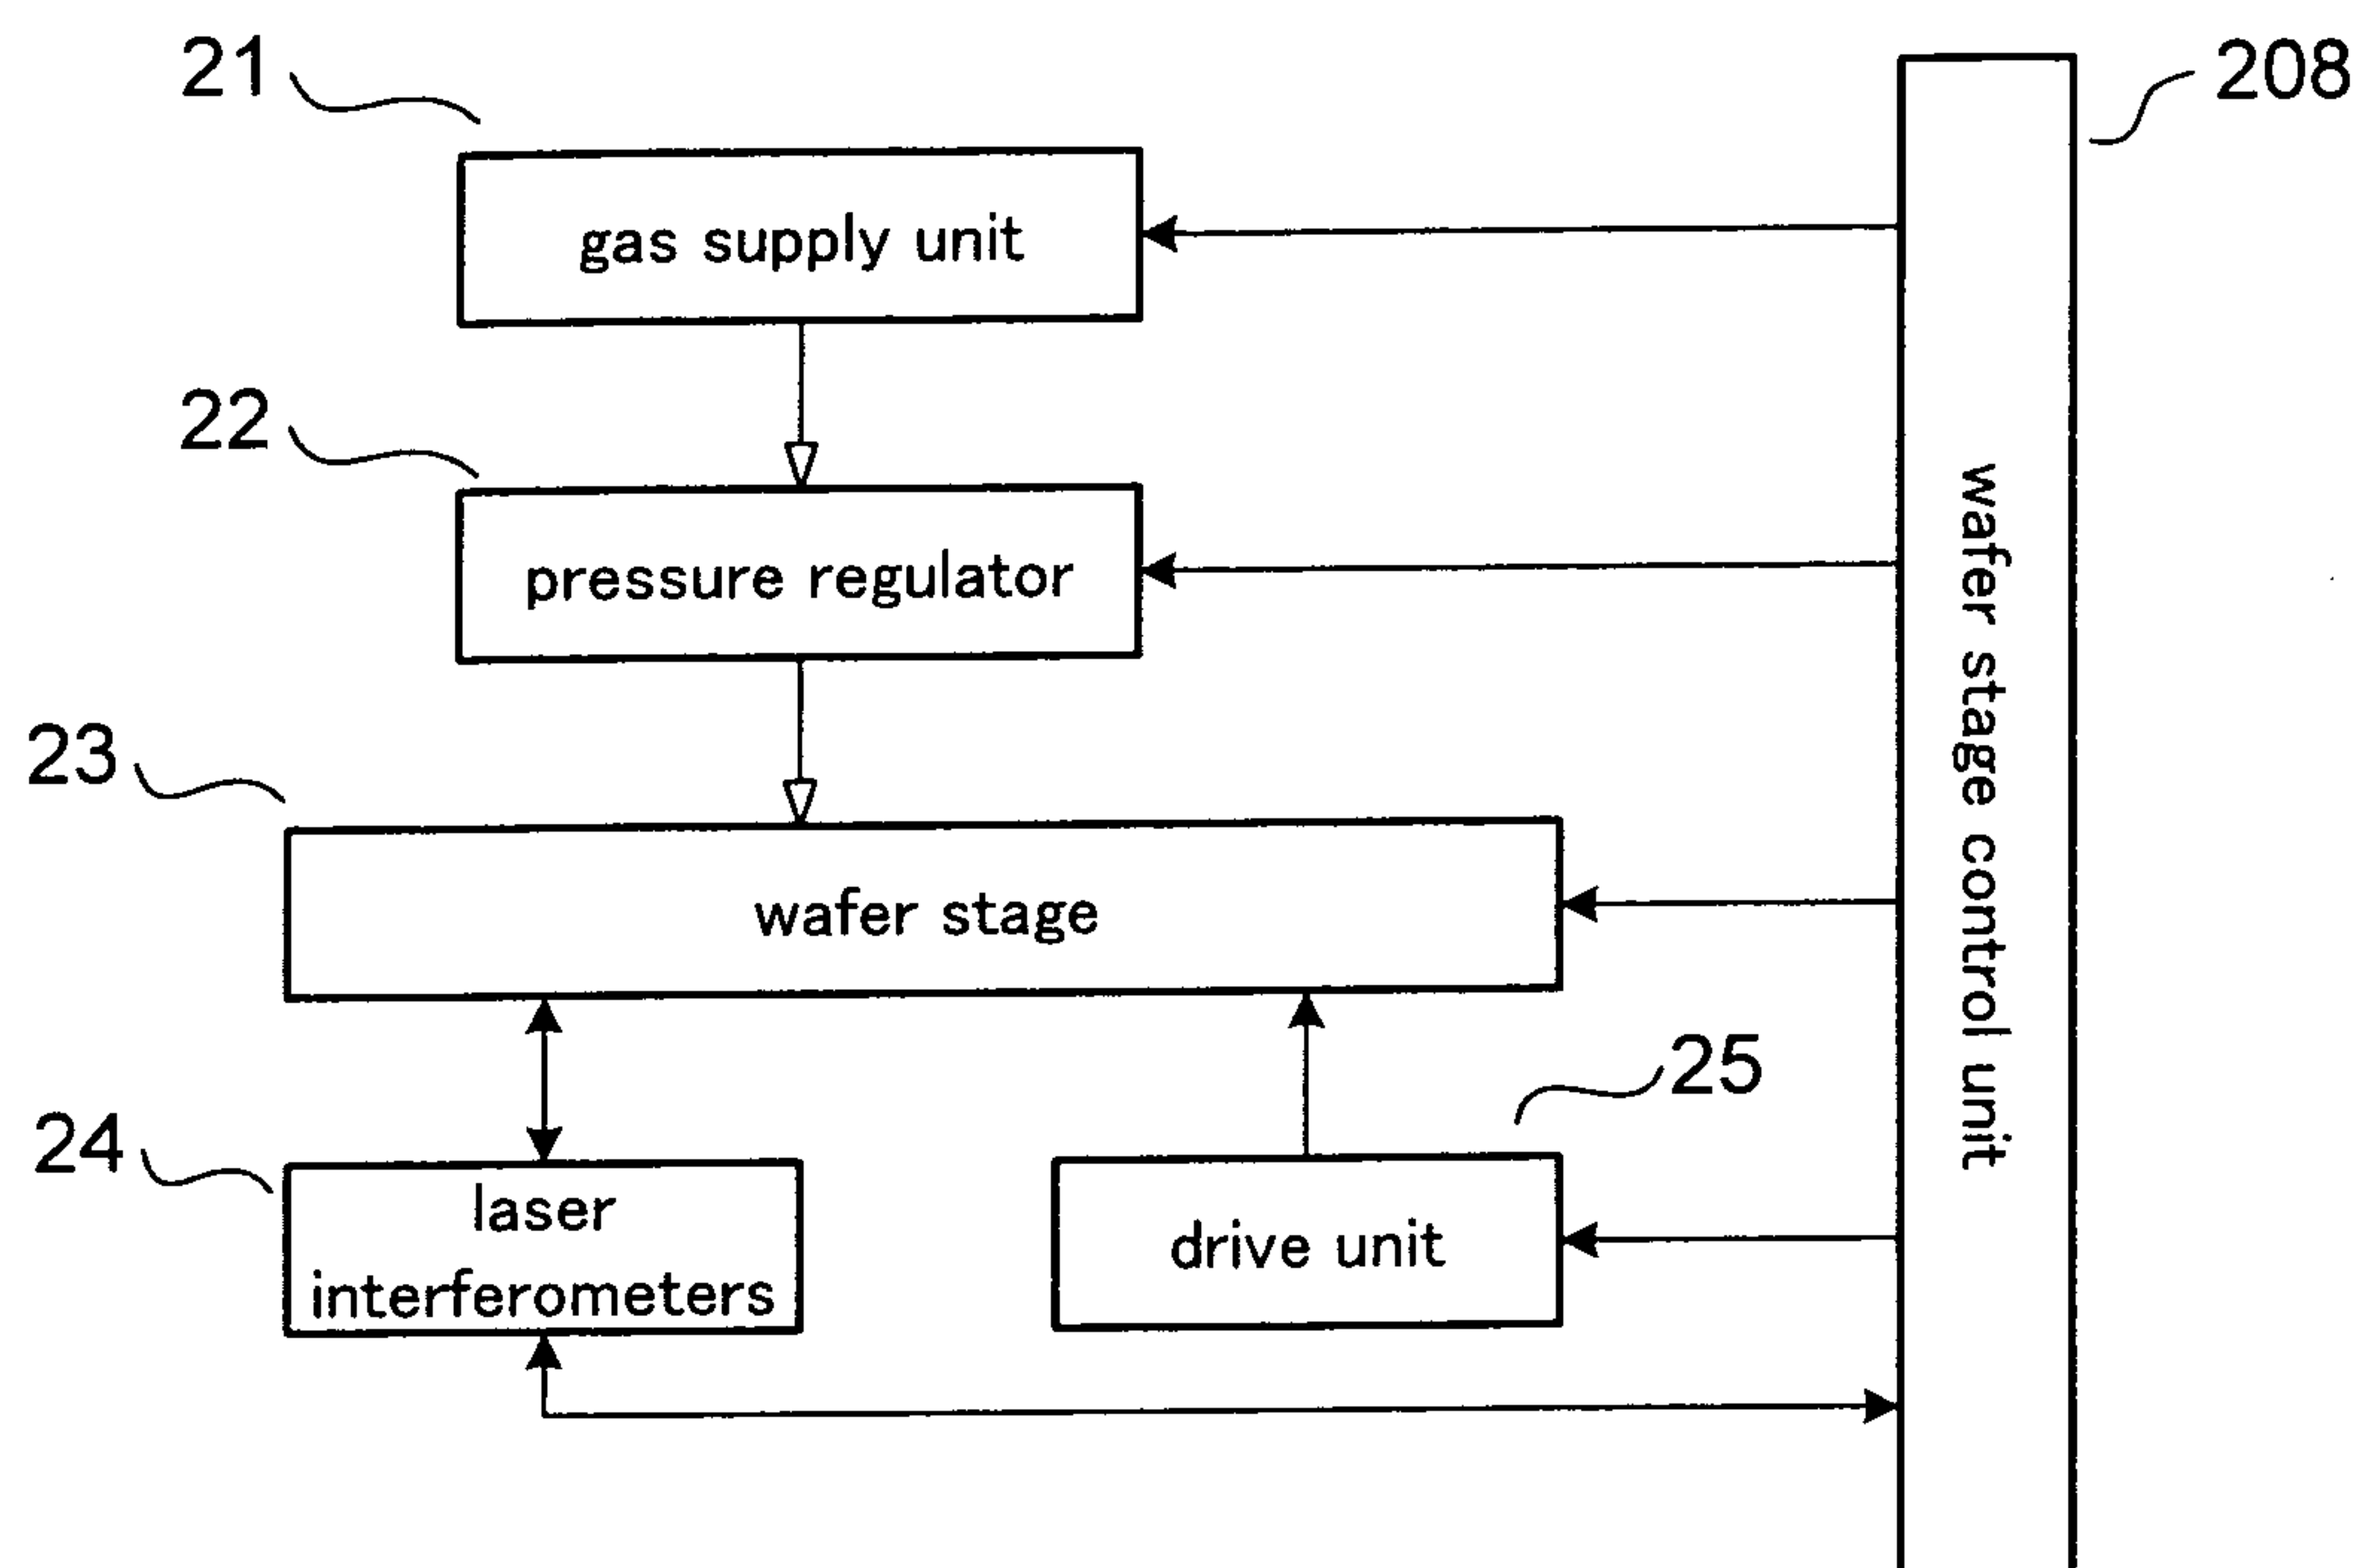 21
208
gas supply unit
22
pressure regulator
23
wafer stage
wafer stage control unit
25
24
laser
interferometers
drive unit